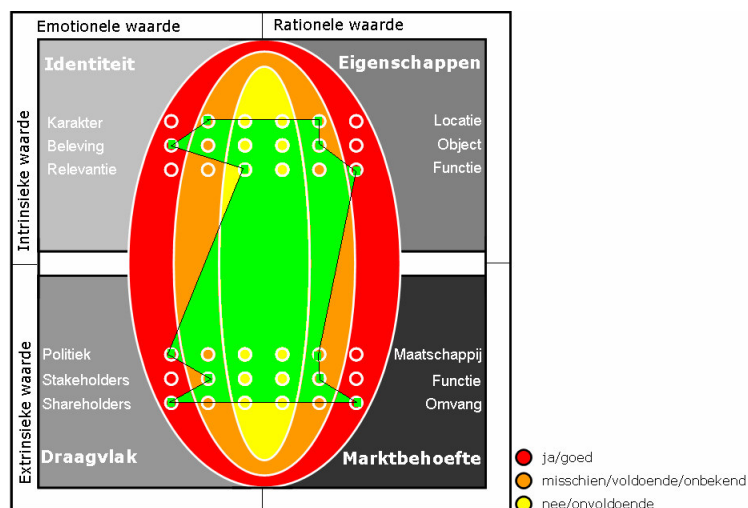 Emotionele waarde
Rationele waarde
Intrinsieke waarde
Identiteit
Eigenschappen
Karakter
Locatie
Beleving
Object
Relevantie
Functie
Extrinsieke waarde
Politiek
Maatschappij
Stakeholders
Functie
Shareholders
Omvang
Draagvlak
Marktbehoefte
ja/goed
misschien/voldoende/onbekend
nee/onvoldoende